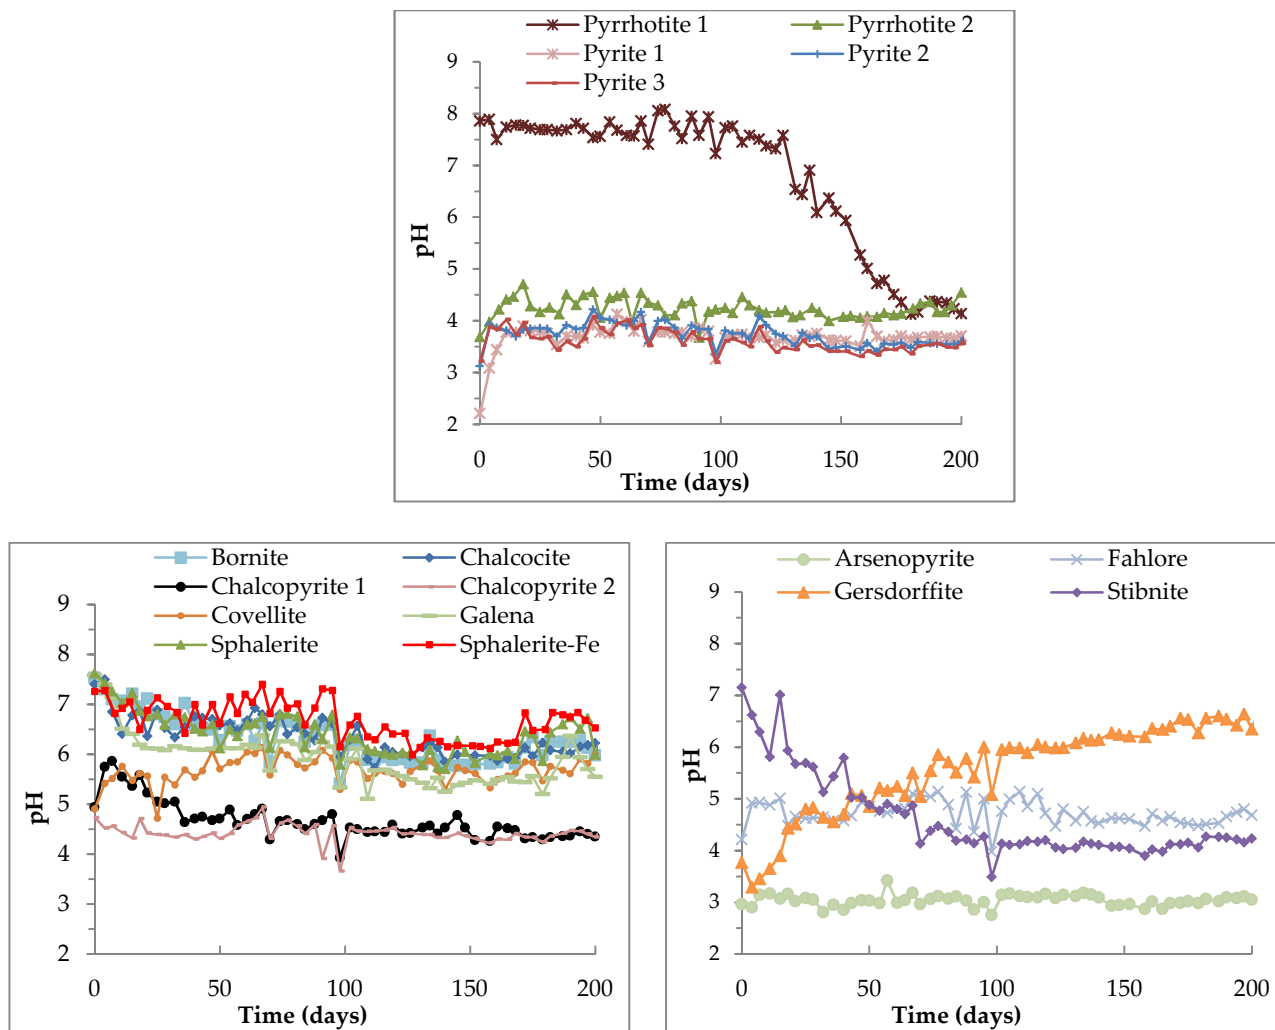 Pyrrhotite 1 Pyrrhotite 2
Pyrite 1 Pyrite 2
Pyrite 3
9
8
7
6
5
4
3
2
pH
0 50 100 150 200
Time (days)
Bornite Chalcocite
Chalcopyrite 1 Chalcopyrite 2
Covellite Galena
Sphalerite Sphalerite-Fe
9
8
7
6
5
4
3
2
pH
0 50 100 150 200
Time (days)
Arsenopyrite Fahlore
Gersdorffite Stibnite
9
8
7
6
5
4
3
2
pH
0 50 100 150 200
Time (days)